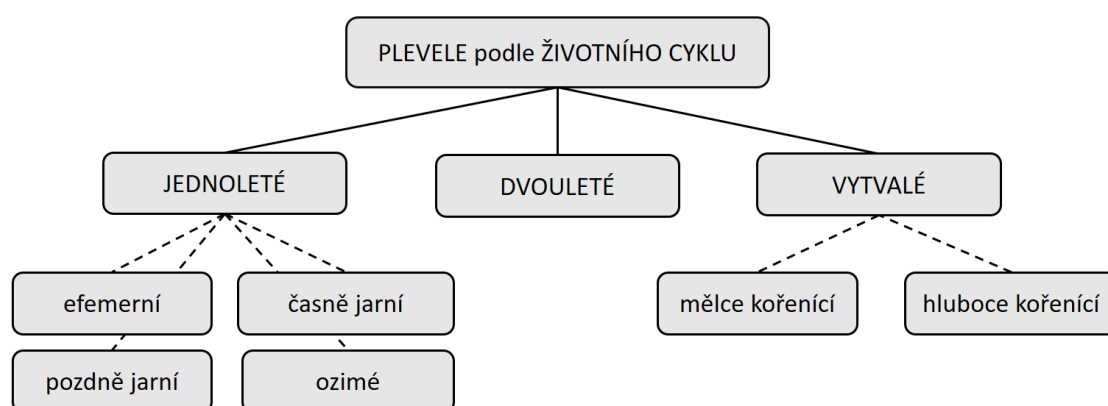 PLEVELE podle ŽIVOTNÍHO CYKLU
JEDNOLETÉ
DVOULETÉ
VYTVALÉ
efemerní
časně jarní
mělce kořenící
hluboce kořenící
pozdně jarní
ozimé